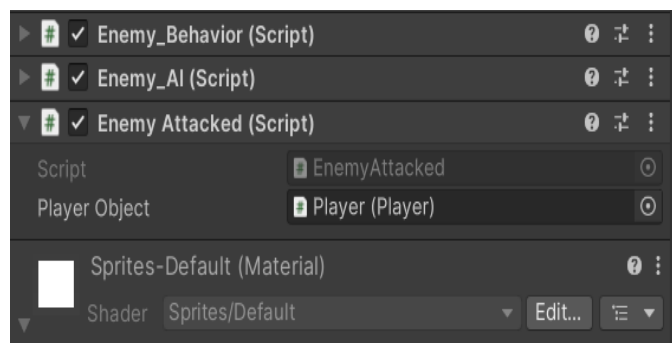 # Enemy_Behavior (Script)
# Enemy_AI (Script)
# Enemy Attacked (Script)
Script # EnemyAttacked
Player Object # Player (Player)
Sprites-Default (Material)
Shader Sprites/Default Edit...